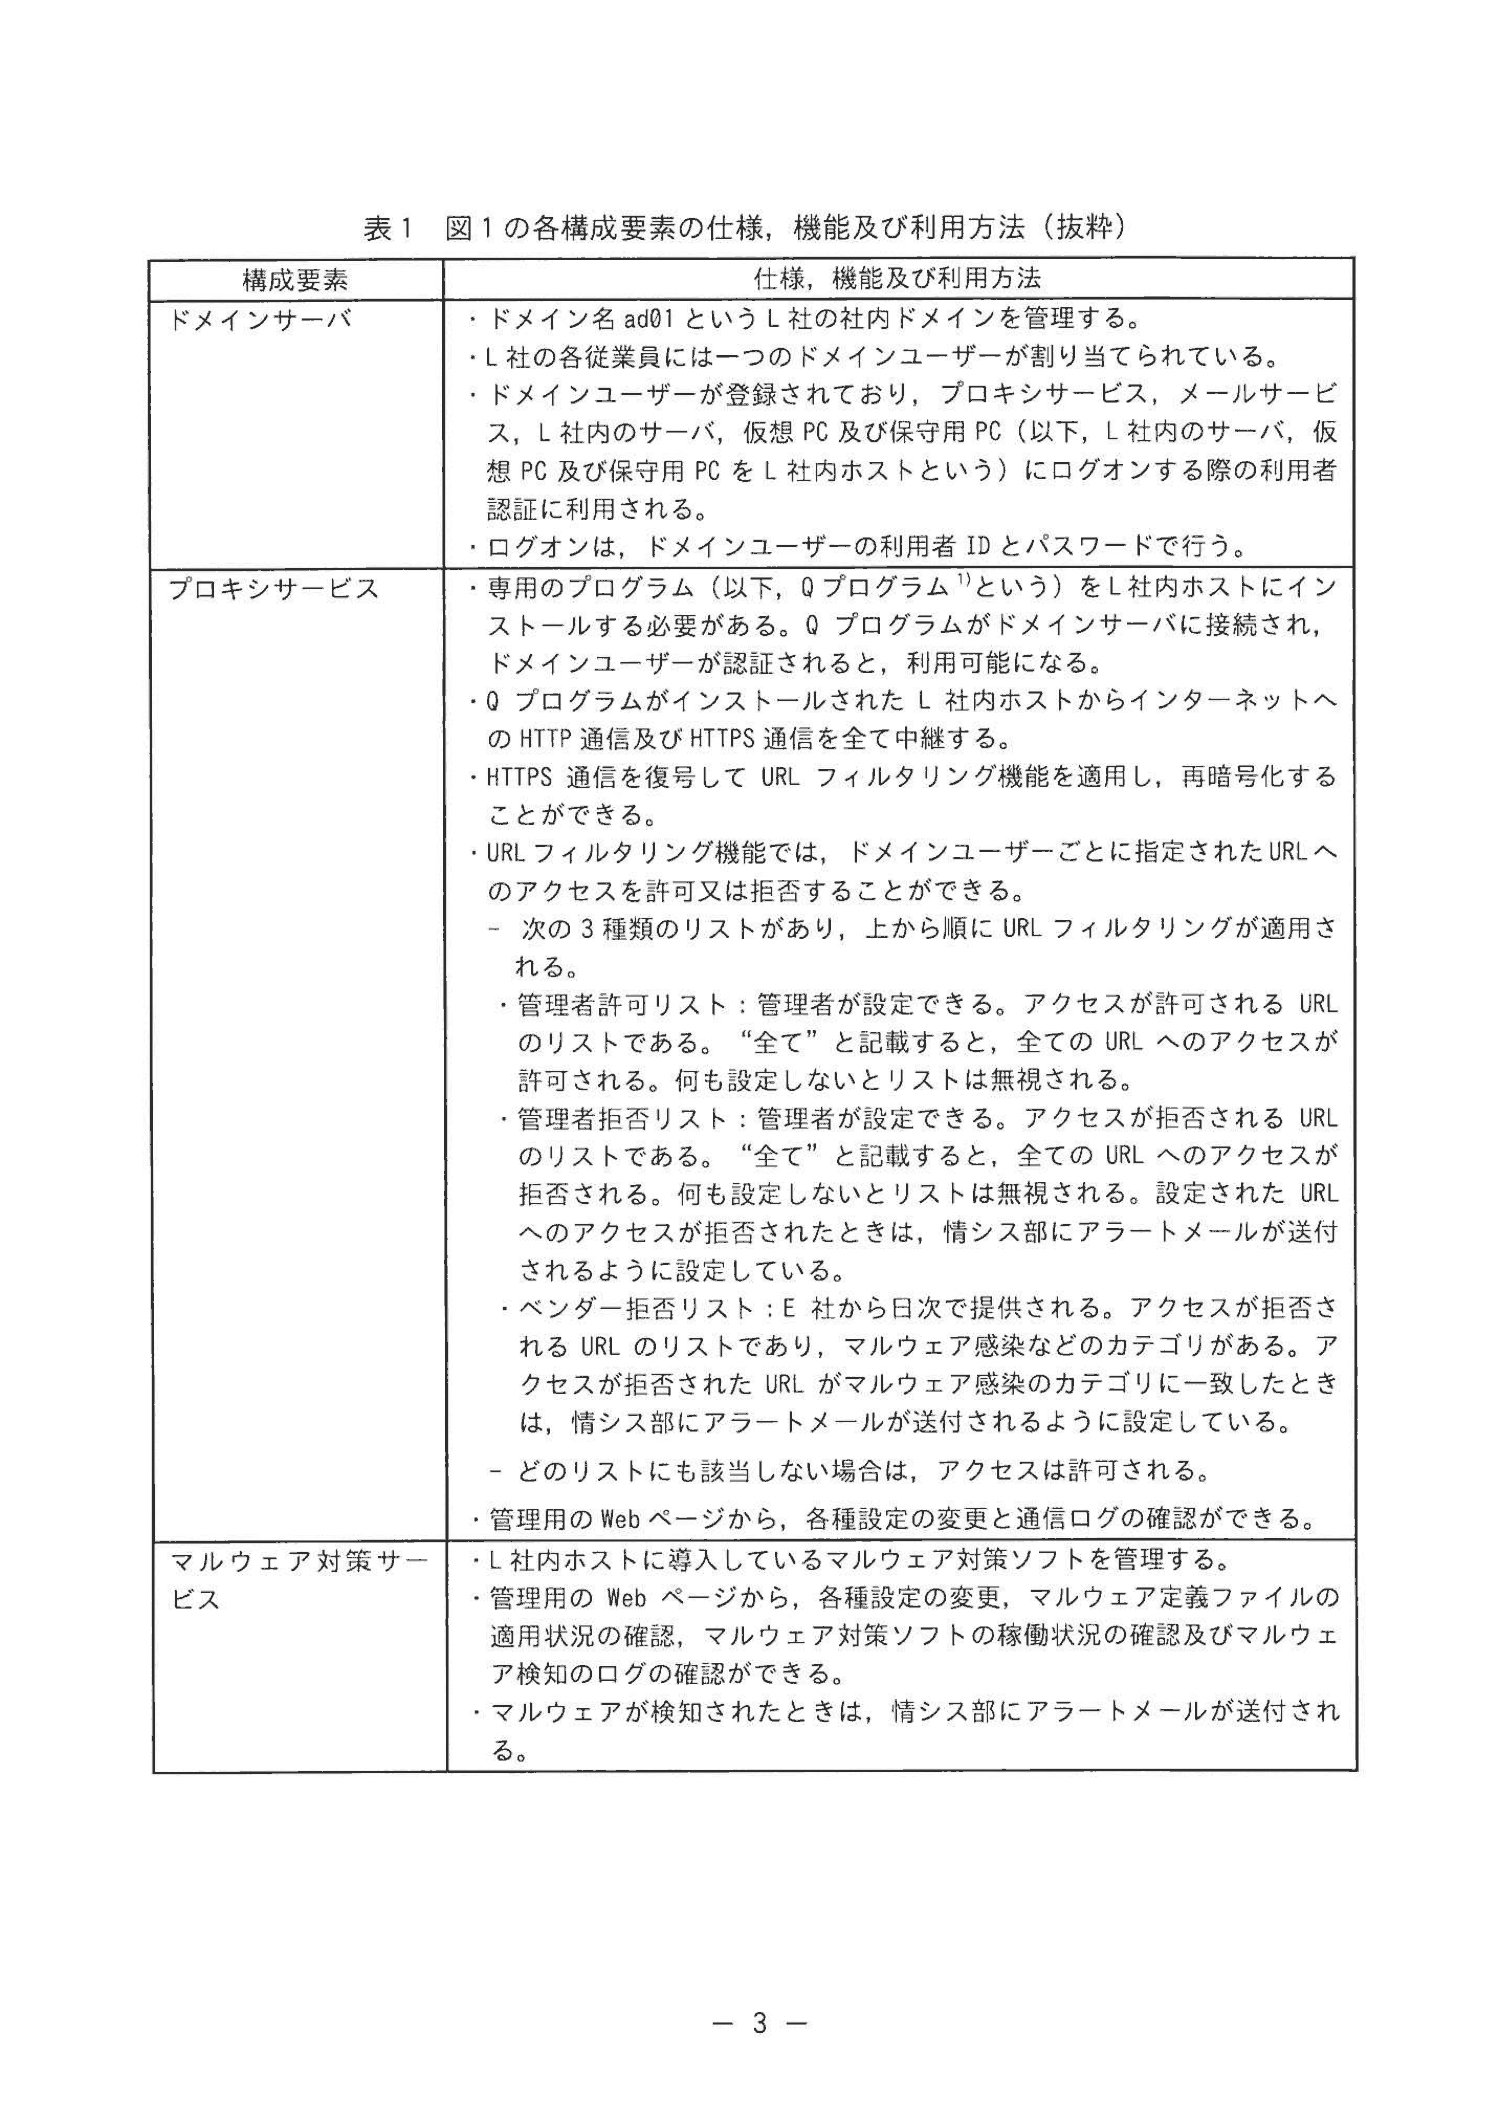 表1　図1の各構成要素の仕様，機能及び利用方法（抜粋）
構成要素
仕様，機能及び利用方法
ドメインサーバ
・ドメイン名 ad01 という L 社の社内ドメインを管理する。
・L 社の各従業員には一つのドメインユーザーが割り当てられている。
・ドメインユーザーが登録されており，プロキシサービス，メールサービ
ス，L 社内のサーバ，仮想 PC 及び保守用 PC（以下，L 社内のサーバ，仮
想 PC 及び保守用 PC を L 社内ホストという）にログオンする際の利用者
認証に利用される。
・ログオンは，ドメインユーザーの利用者 ID とパスワードで行う。
プロキシサービス
・専用のプログラム（以下，Q プログラム¹⁾という）を L 社内ホストにイン
ストールする必要がある。Q プログラムがドメインサーバに接続され，
ドメインユーザーが認証されると，利用可能になる。
・Q プログラムがインストールされた L 社内ホストからインターネットへ
の HTTP 通信及び HTTPS 通信を全て中継する。
・HTTPS 通信を復号して URL フィルタリング機能を適用し，再暗号化する
ことができる。
・URL フィルタリング機能では，ドメインユーザーごとに指定された URL へ
のアクセスを許可又は拒否することができる。
－ 次の 3 種類のリストがあり，上から順に URL フィルタリングが適用さ
れる。
・管理者許可リスト：管理者が設定できる。アクセスが許可される URL
のリストである。“全て”と記載すると，全ての URL へのアクセスが
許可される。何も設定しないとリストは無視される。
・管理者拒否リスト：管理者が設定できる。アクセスが拒否される URL
のリストである。“全て”と記載すると，全ての URL へのアクセスが
拒否される。何も設定しないとリストは無視される。設定された URL
へのアクセスが拒否されたときは，情シス部にアラートメールが送付
されるように設定している。
・ベンダー拒否リスト：E 社から日次で提供される。アクセスが拒否さ
れる URL のリストであり，マルウェア感染などのカテゴリがある。ア
クセスが拒否された URL がマルウェア感染のカテゴリに一致したとき
は，情シス部にアラートメールが送付されるように設定している。
－ どのリストにも該当しない場合は，アクセスは許可される。
・管理用の Web ページから，各種設定の変更と通信ログの確認ができる。
マルウェア対策サー
ビス
・L 社内ホストに導入しているマルウェア対策ソフトを管理する。
・管理用の Web ページから，各種設定の変更，マルウェア定義ファイルの
適用状況の確認，マルウェア対策ソフトの稼働状況の確認及びマルウェ
ア検知のログの確認ができる。
・マルウェアが検知されたときは，情シス部にアラートメールが送付され
る。
－ 3 －